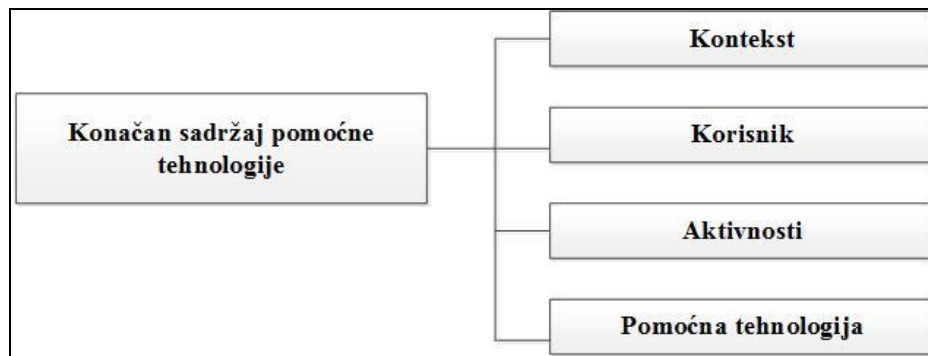 Konačan sadržaj pomoćne
tehnologije
Kontekst
Korisnik
Aktivnosti
Pomoćna tehnologija